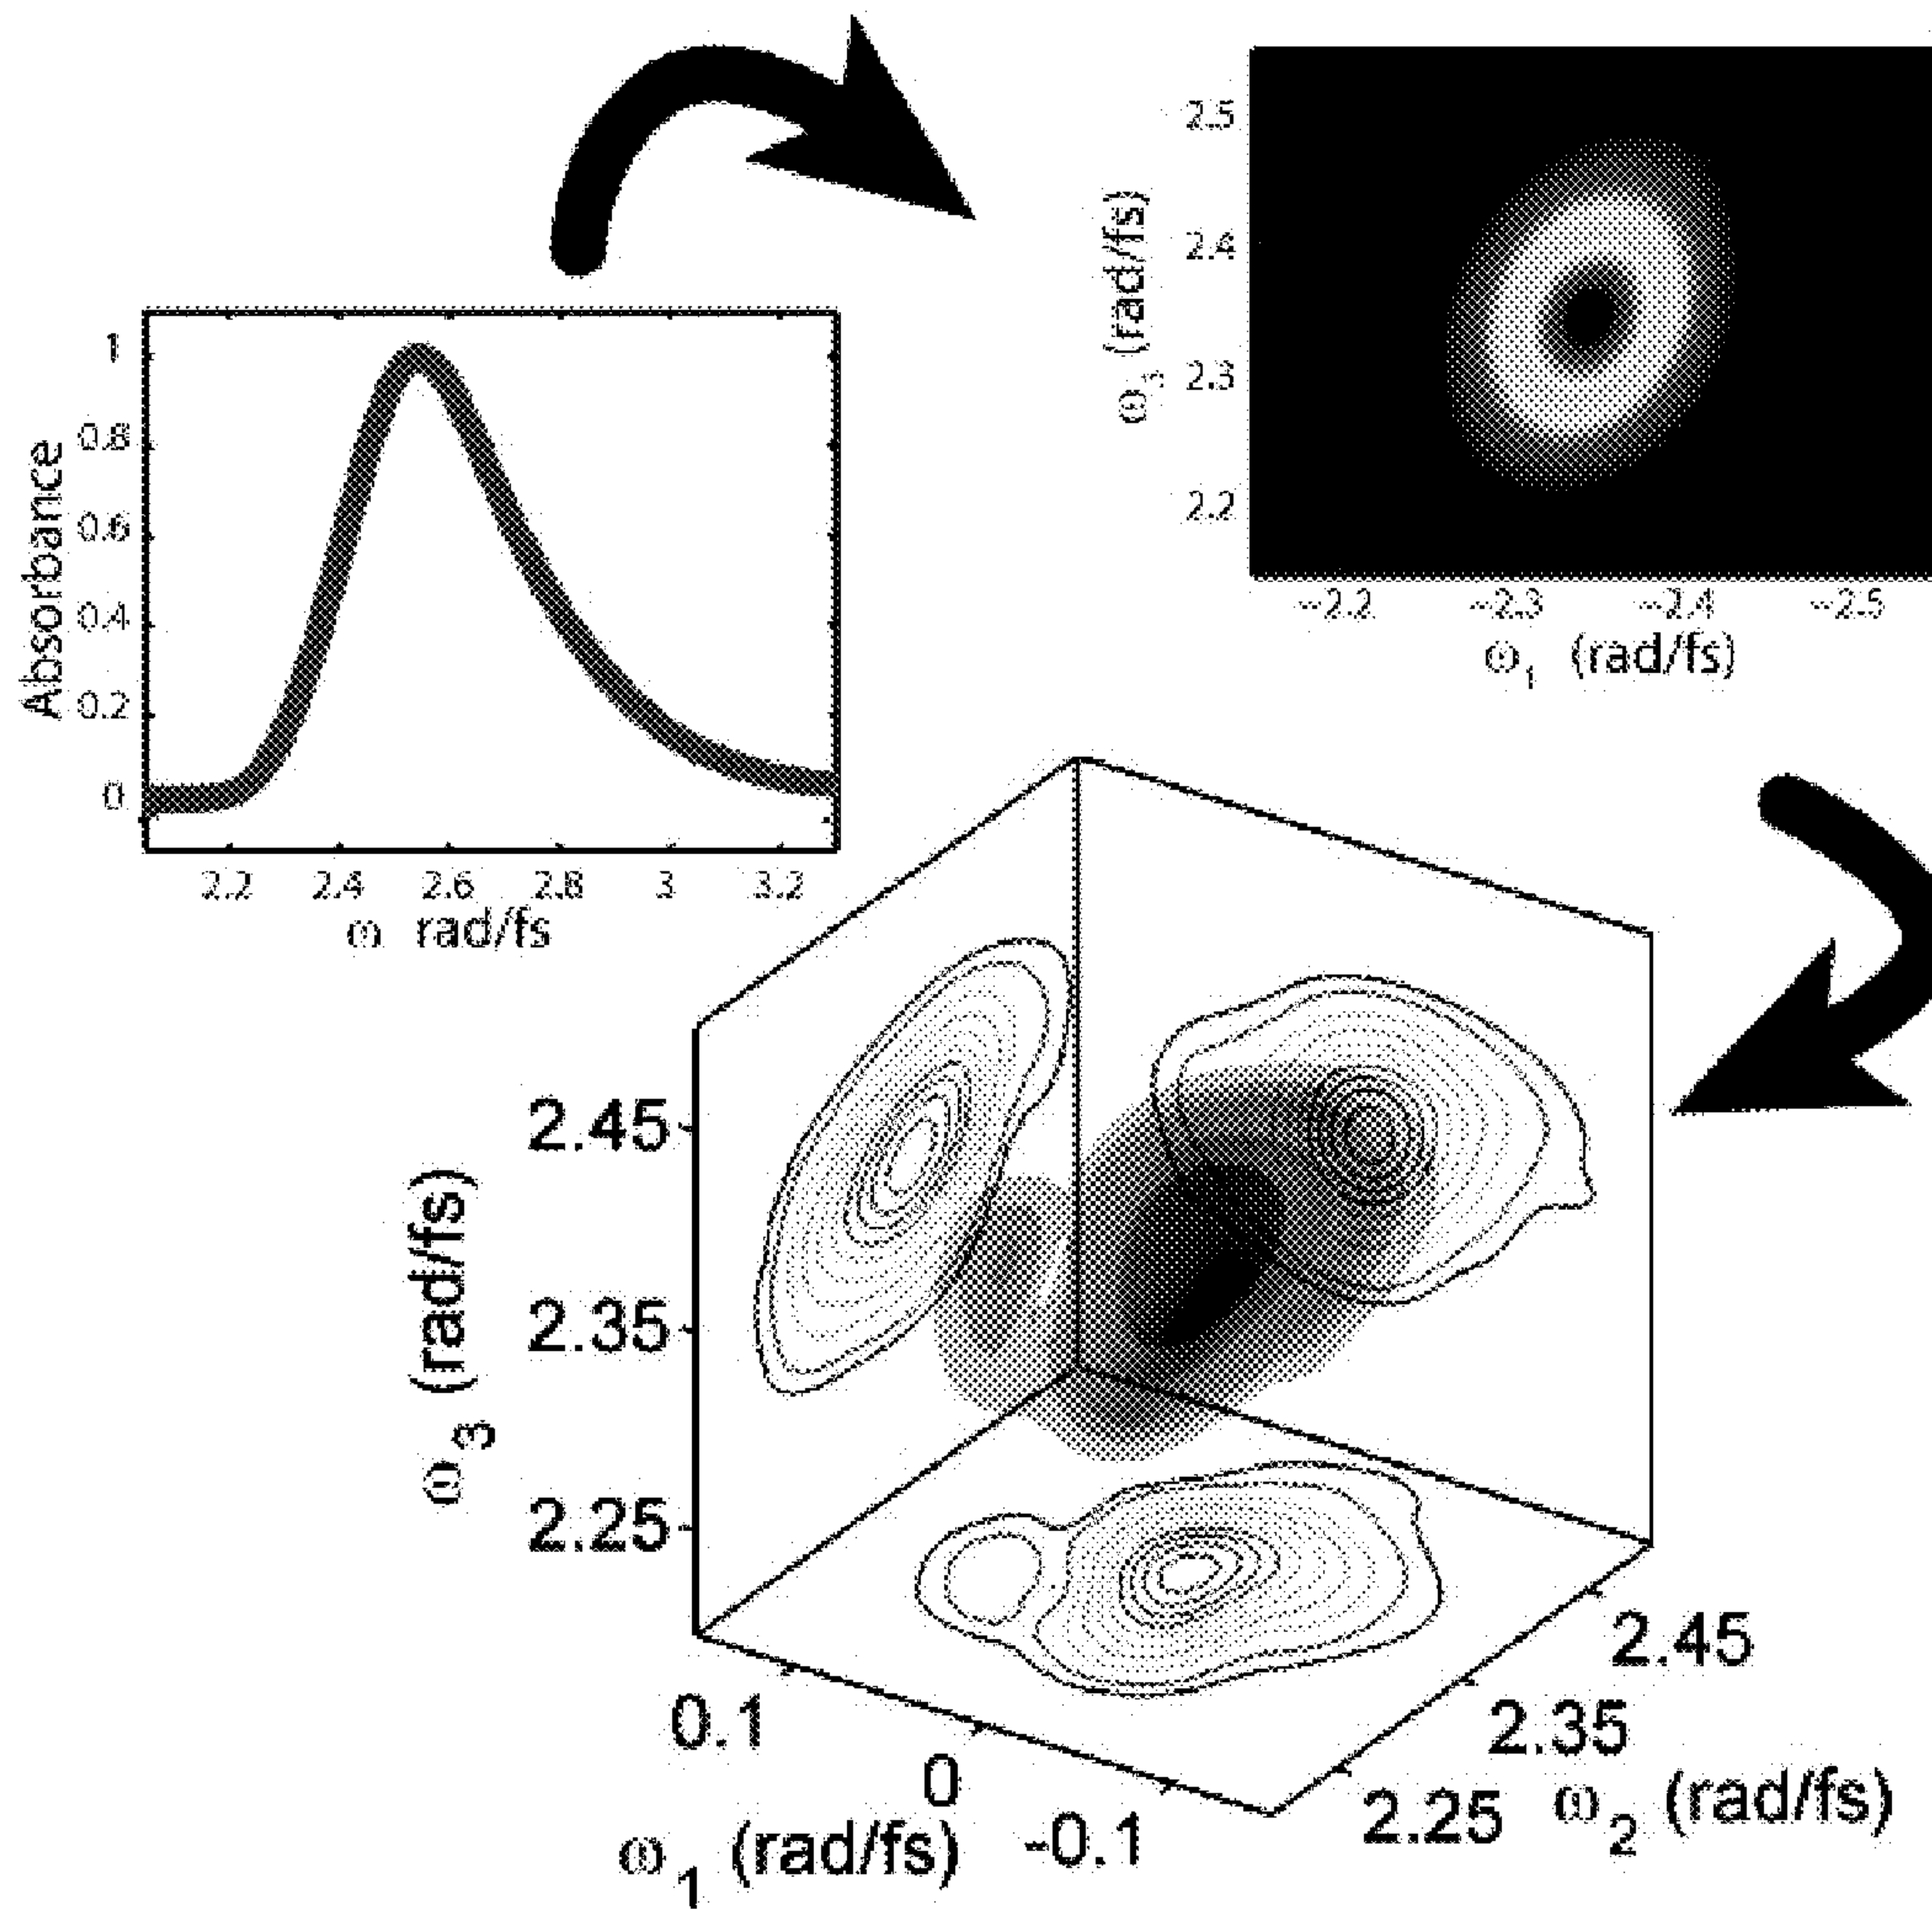 Absorbance
1
0.8
0.6
0.4
0.2
0
2.2 2.4 2.6 2.8 3 3.2
ω rad/fs
ω3 (rad/fs)
2.5
2.4
2.3
2.2
-2.2 -2.3 -2.4 -2.5
ω1 (rad/fs)
ω3 (rad/fs)
2.45
2.35
2.25
0.1
0
-0.1
ω1 (rad/fs)
2.45
2.35
2.25
ω2 (rad/fs)